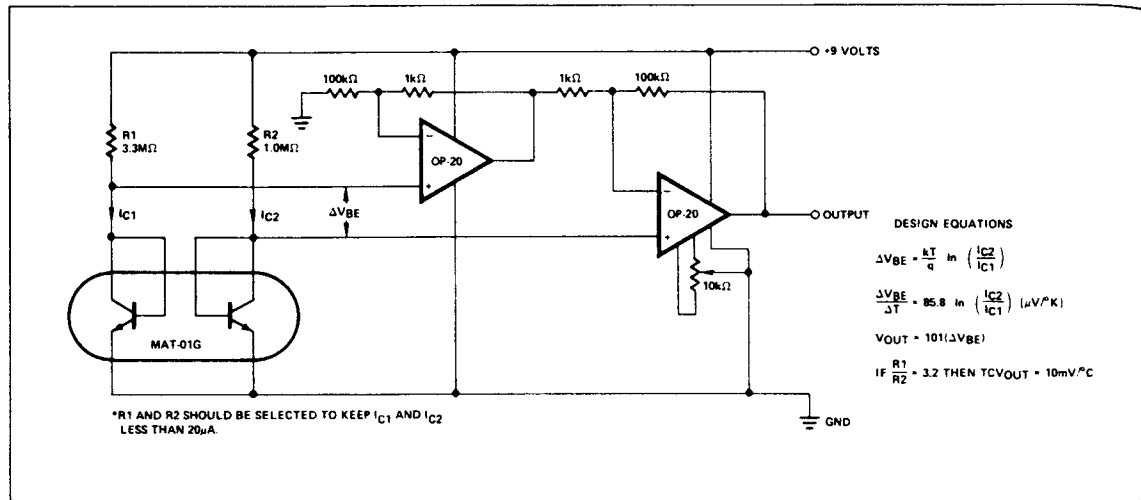 +9 VOLTS
100kΩ
1kΩ
1kΩ
100kΩ
R1
3.3MΩ
R2
1.0MΩ
−
OP-20
+
IC1
ΔVBE
IC2
−
OP-20
+
OUTPUT
10kΩ
MAT-01G
DESIGN EQUATIONS
ΔVBE = kT/q ln (IC2/IC1)
ΔVBE/ΔT = 85.8 ln (IC2/IC1) (μV/°K)
VOUT = 101(ΔVBE)
IF R1/R2 = 3.2 THEN TCVOUT = 10mV/°C
*R1 AND R2 SHOULD BE SELECTED TO KEEP IC1 AND IC2
LESS THAN 20μA.
GND